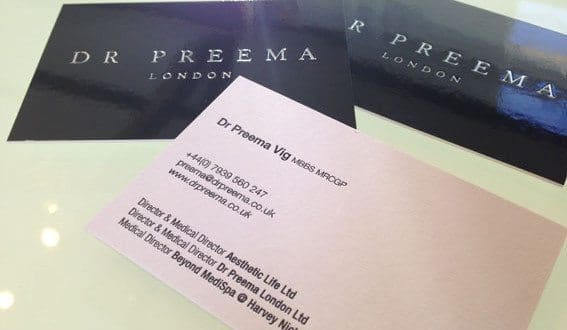 DR PREEMA
LONDON
R PREEMA
LONDON
Dr Preema Vig MBBS MRCGP
+44(0) 7939 560 247
preema@drpreema.co.uk
www.drpreema.co.uk
Director & Medical Director Aesthetic Life Ltd
Director & Medical Director Dr Preema London Ltd
Medical Director Beyond MediSpa @ Harvey